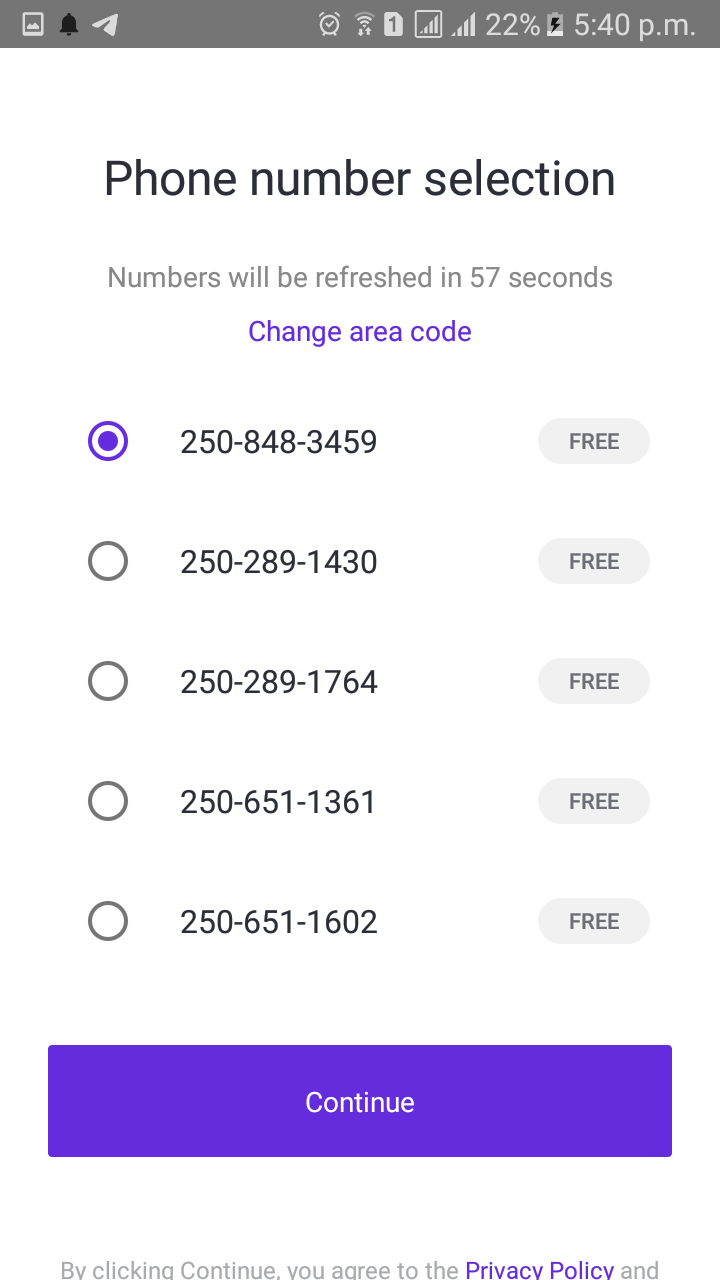 1 22% 5:40 p.m.
Phone number selection
Numbers will be refreshed in 57 seconds
Change area code
250-848-3459 FREE
250-289-1430 FREE
250-289-1764 FREE
250-651-1361 FREE
250-651-1602 FREE
Continue
By clicking Continue, you agree to the Privacy Policy and